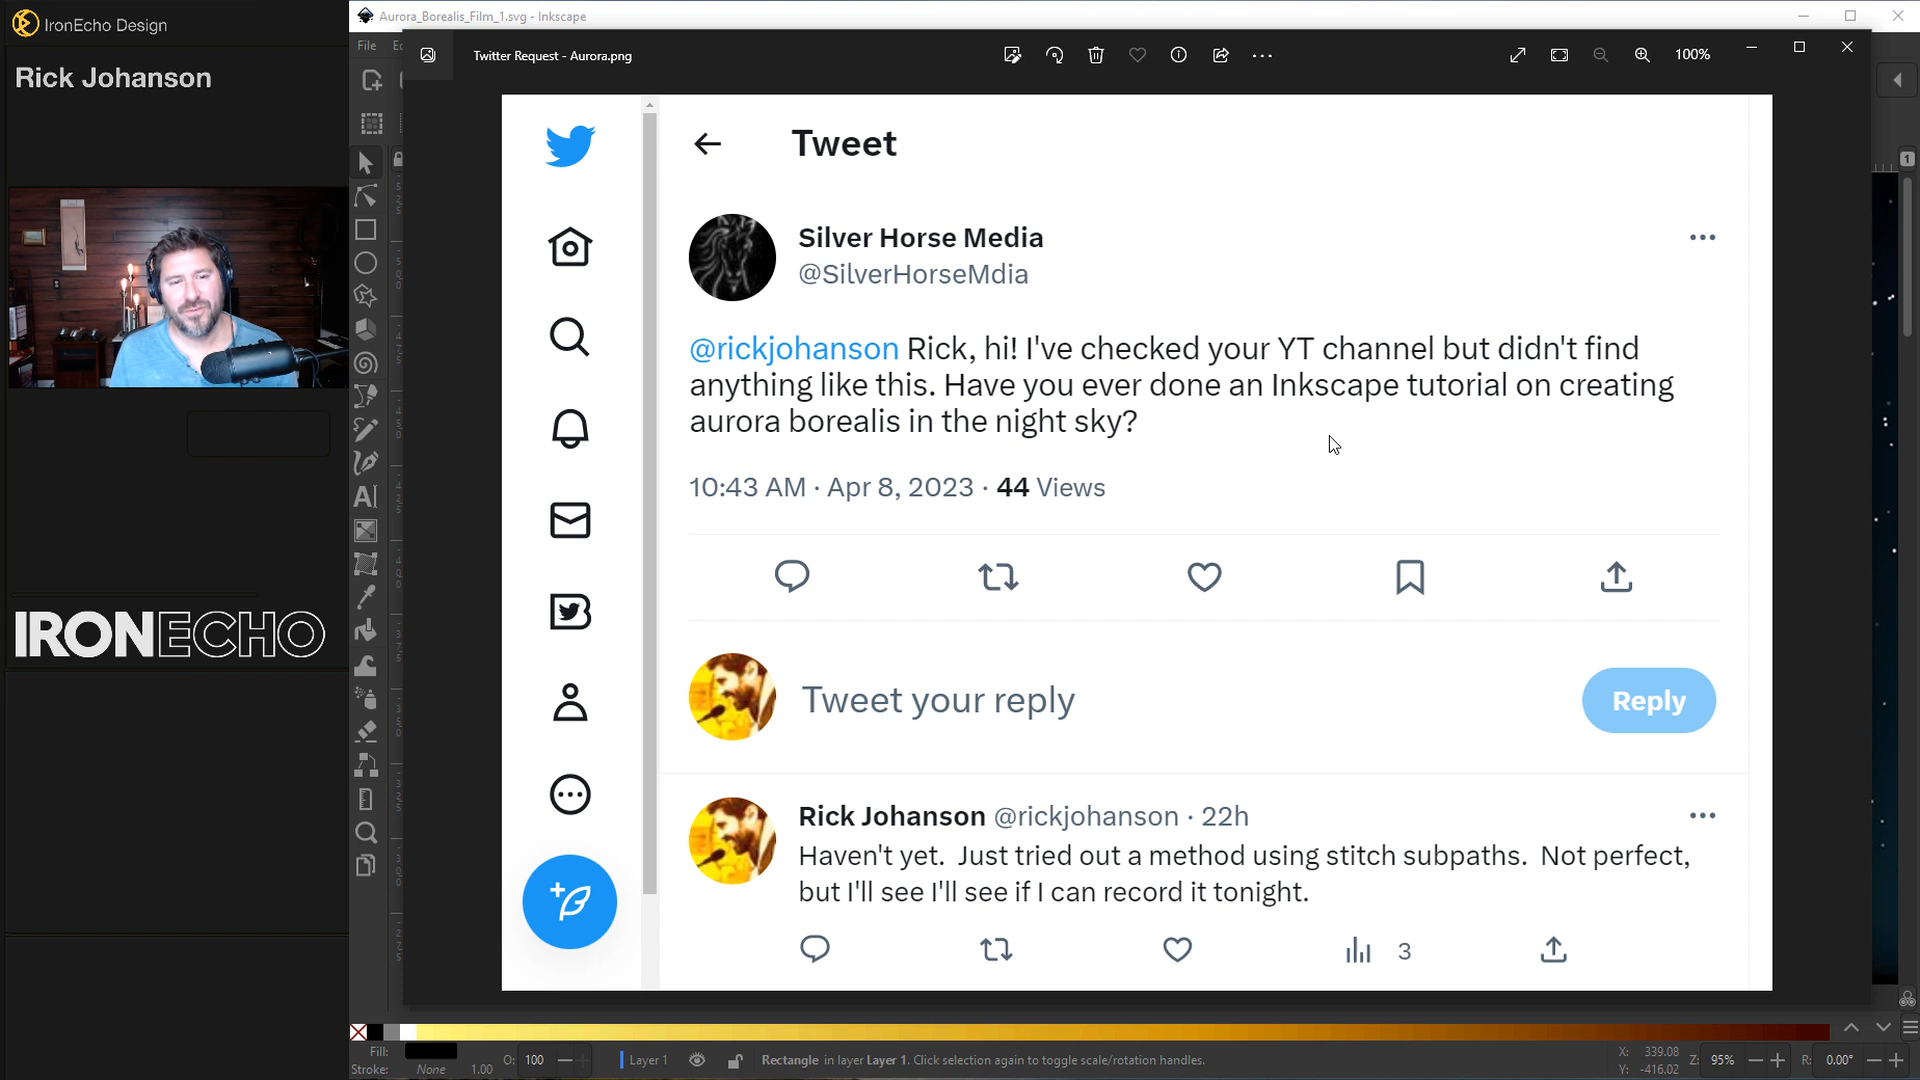 IronEcho Design
Rick Johanson
IRONECHO
Aurora_Borealis_Film_1.svg - Inkscape
File
Twitter Request - Aurora.png
100%
Tweet
Silver Horse Media
@SilverHorseMdia
@rickjohanson Rick, hi! I've checked your YT channel but didn't find
anything like this. Have you ever done an Inkscape tutorial on creating
aurora borealis in the night sky?
10:43 AM · Apr 8, 2023 · 44 Views
Tweet your reply
Reply
Rick Johanson @rickjohanson · 22h
Haven't yet.  Just tried out a method using stitch subpaths.  Not perfect,
but I'll see I'll see if I can record it tonight.
3
1
Fill:
Stroke: None 1.00
O: 100
Layer 1
Rectangle in layer Layer 1. Click selection again to toggle scale/rotation handles.
X: 339.08
Y: -416.02
Z: 95%
R: 0.00°